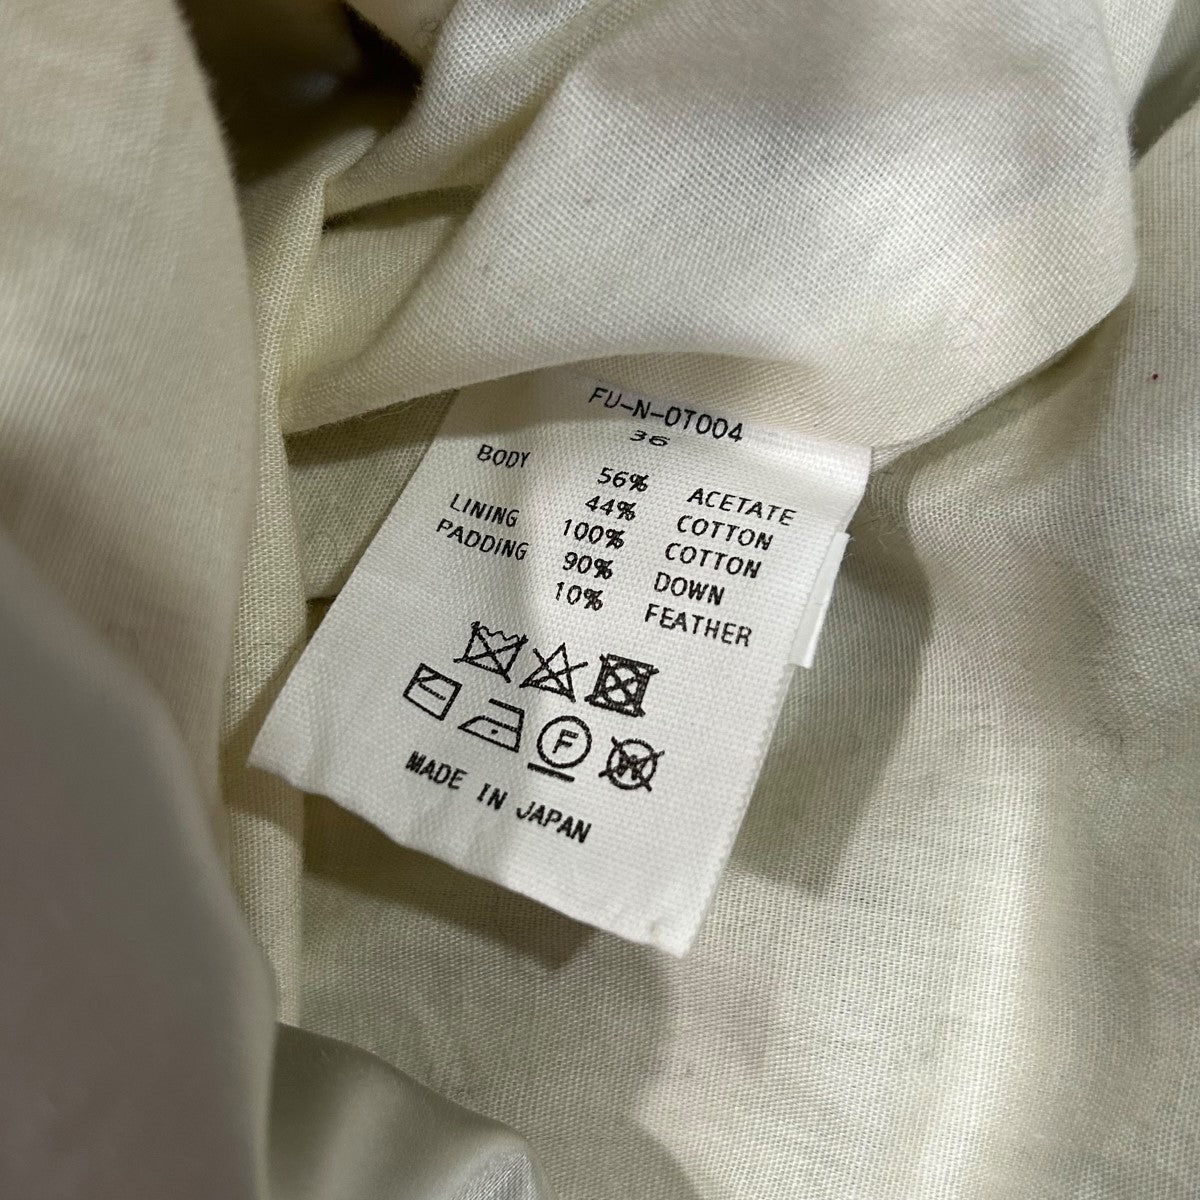 FU-N-OT004
36
BODY 56% ACETATE
44% COTTON
LINING 100% COTTON
PADDING 90% DOWN
10% FEATHER
F W
MADE IN JAPAN